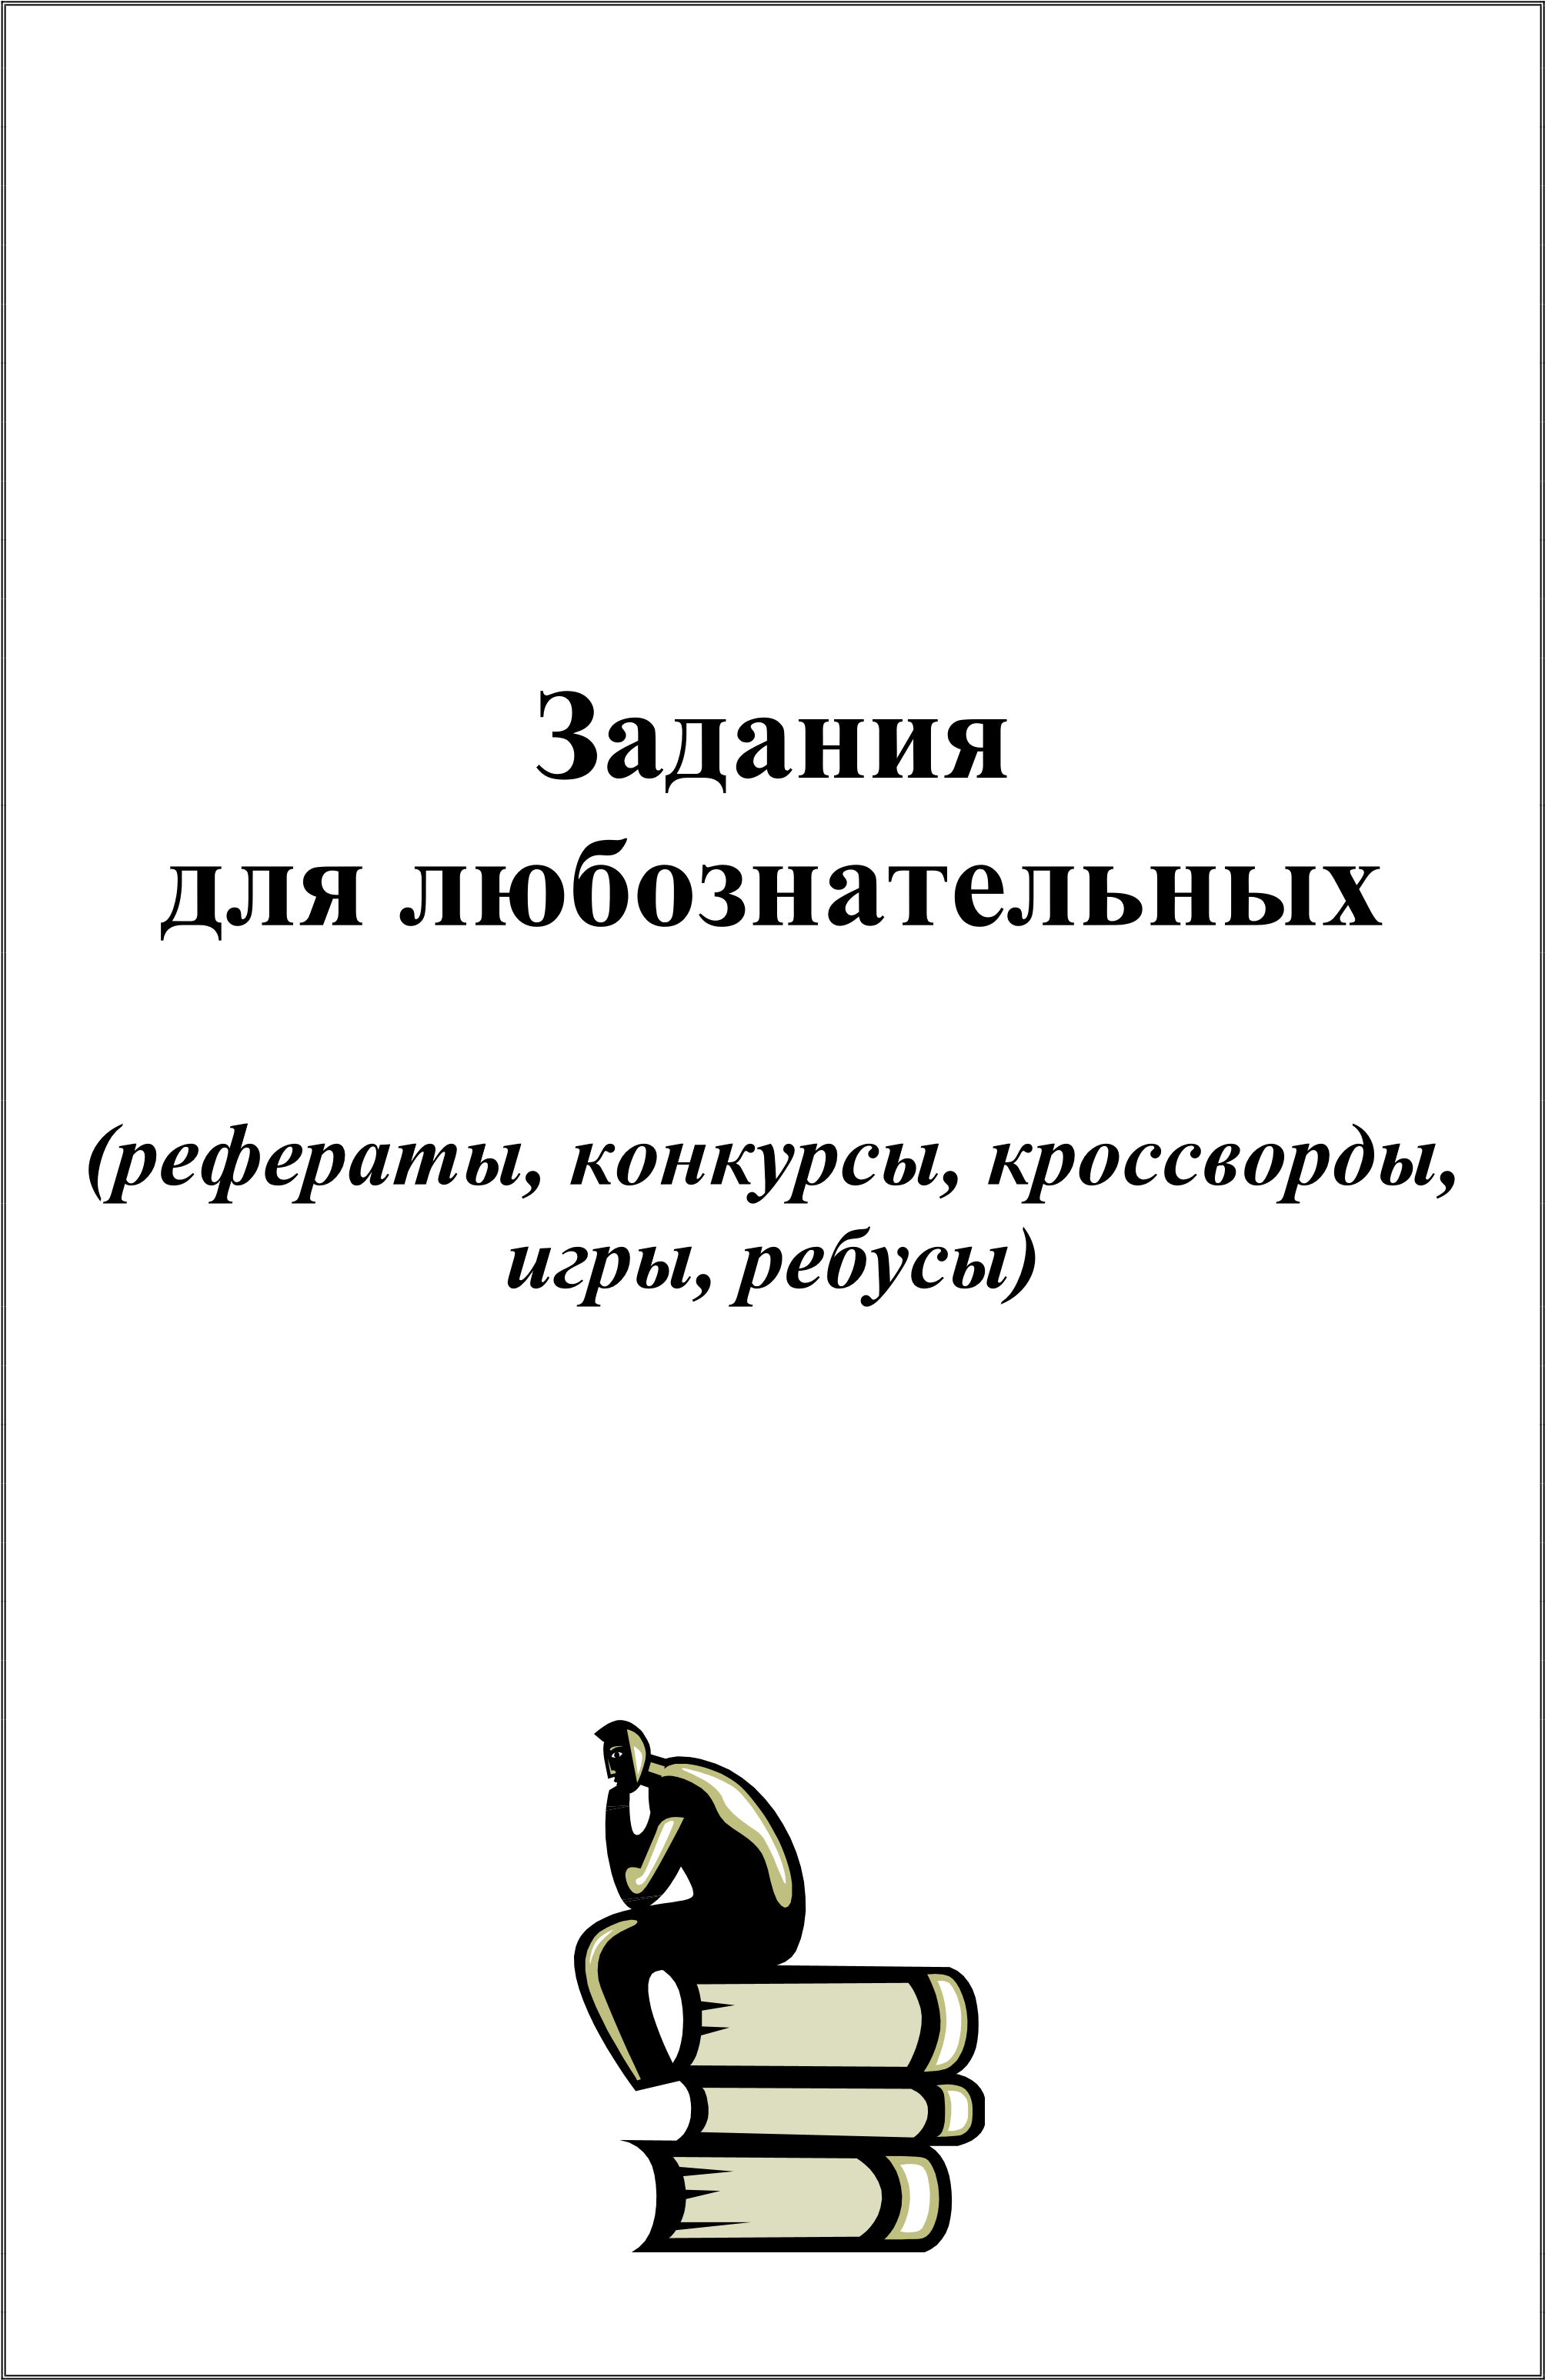 Задания
для любознательных
(рефераты, конкурсы, кроссворды,
игры, ребусы)